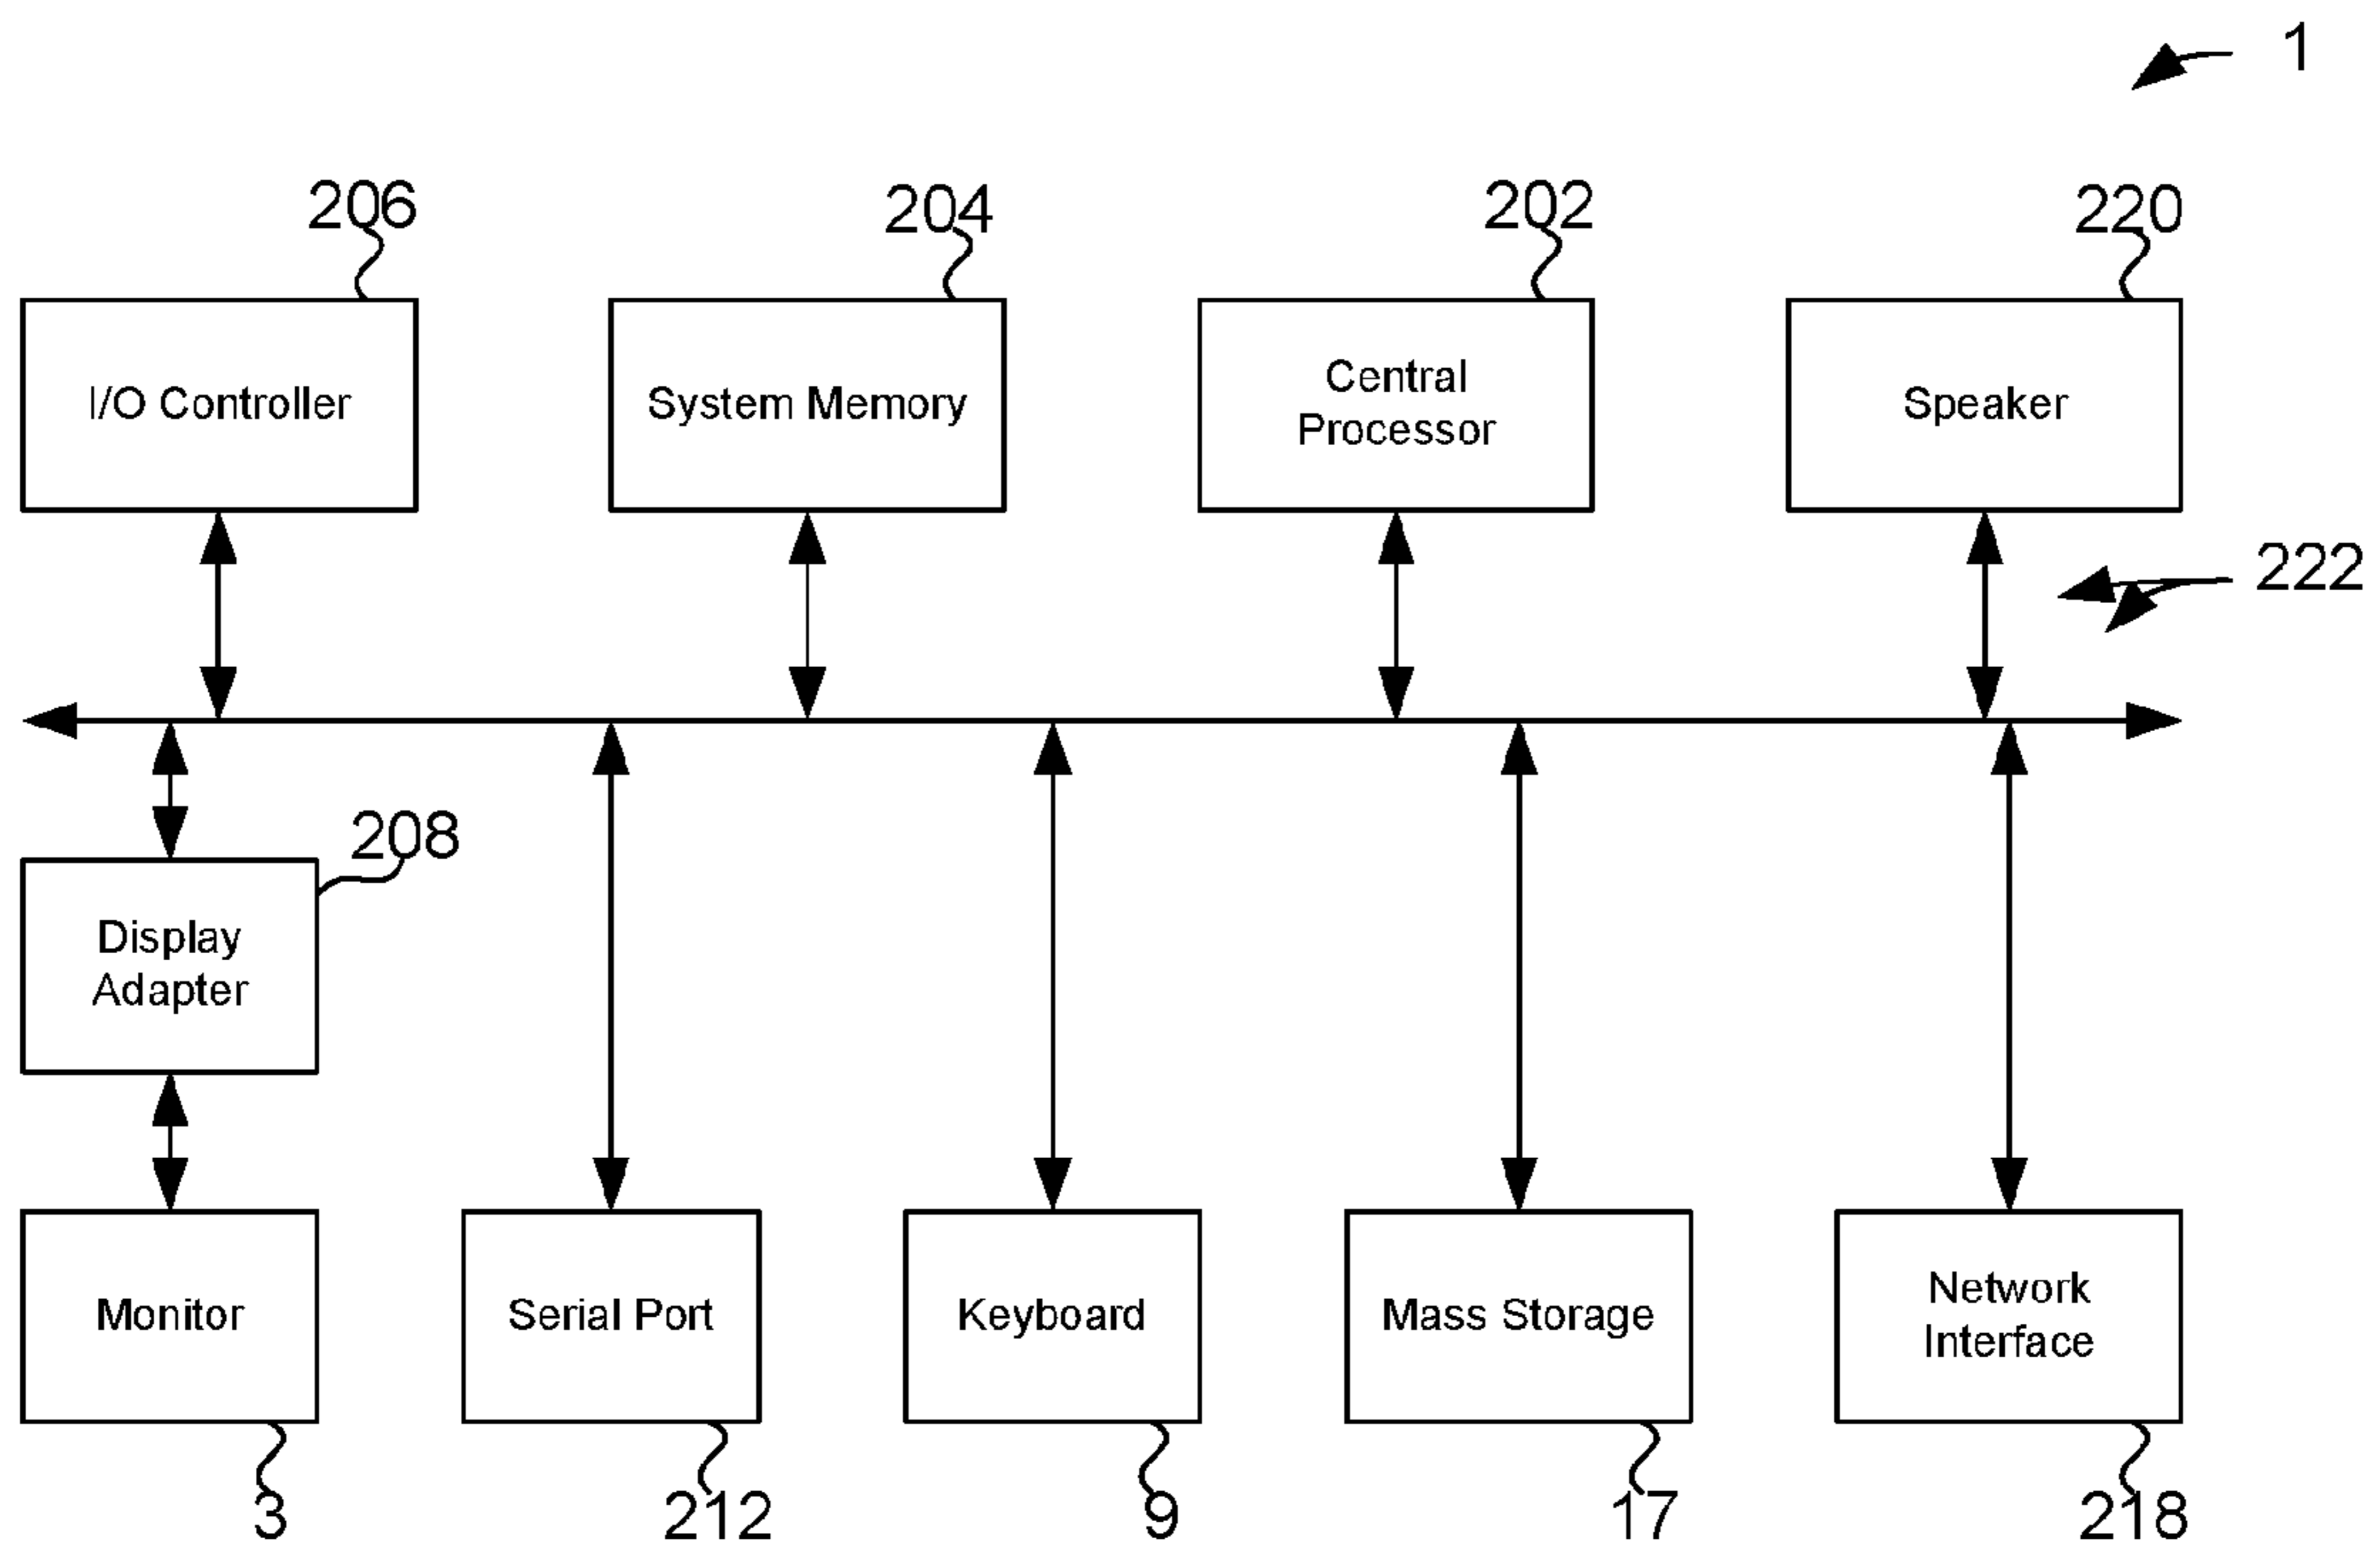 1
206
204
202
220
I/O Controller
System Memory
Central
Processor
Speaker
222
208
Display
Adapter
Monitor
Serial Port
Keyboard
Mass Storage
Network
Interface
3
212
9
17
218